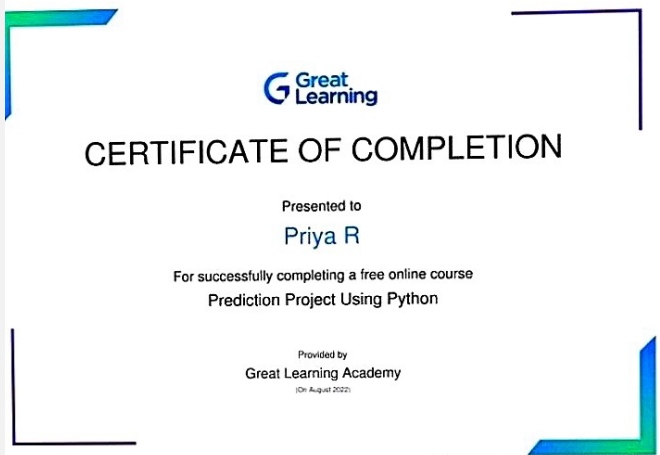 Great
Learning
CERTIFICATE OF COMPLETION
Presented to
Priya R
For successfully completing a free online course
Prediction Project Using Python
Provided by
Great Learning Academy
(On August 2022)